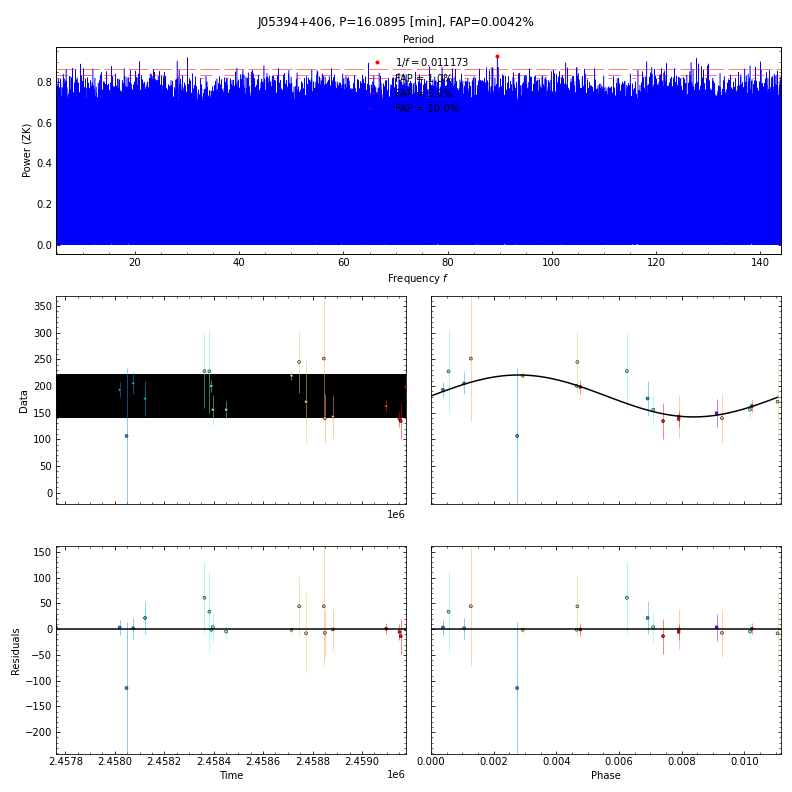 J05394+406, P=16.0895 [min], FAP=0.0042%
Period
1/f = 0.011173
FAP = 1.0%
FAP = 10.0%
Power (ZK)
0.8
0.6
0.4
0.2
0.0
20 40 60 80 100 120 140
Frequency f
Data
350
300
250
200
150
100
50
0
1e6
Residuals
150
100
50
0
−50
−100
−150
−200
2.4578 2.4580 2.4582 2.4584 2.4586 2.4588 2.4590
1e6
Time
0.000 0.002 0.004 0.006 0.008 0.010
Phase